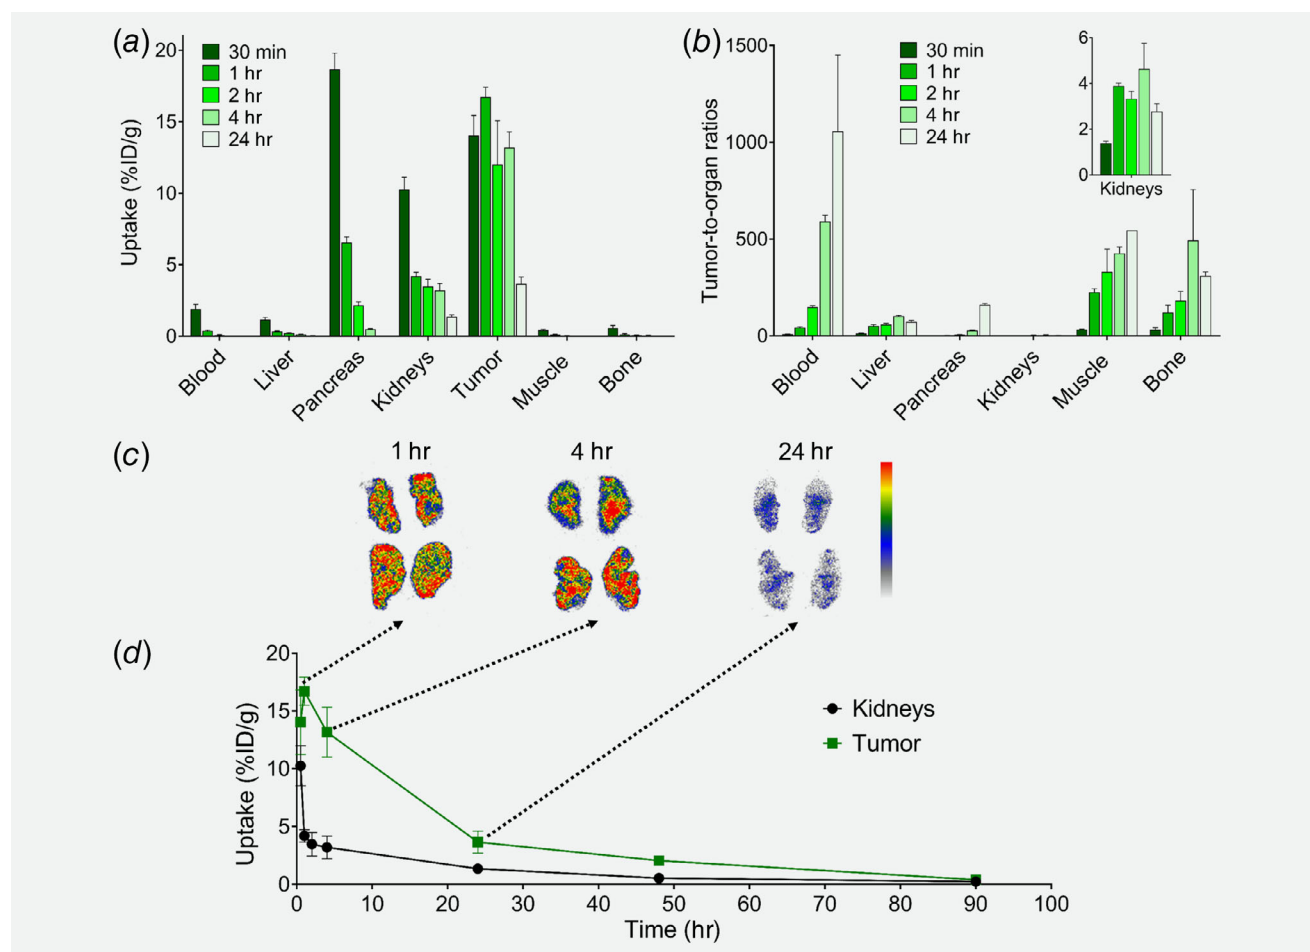 (a)
20
15
10
5
0
Uptake (%ID/g)
30 min
1 hr
2 hr
4 hr
24 hr
Blood
Liver
Pancreas
Kidneys
Tumor
Muscle
Bone
(b)
1500
1000
500
0
Tumor-to-organ ratios
30 min
1 hr
2 hr
4 hr
24 hr
6
4
2
0
Kidneys
Blood
Liver
Pancreas
Kidneys
Muscle
Bone
(c)
1 hr
4 hr
24 hr
(d)
20
15
10
5
0
Uptake (%ID/g)
Kidneys
Tumor
0 10 20 30 40 50 60 70 80 90 100
Time (hr)